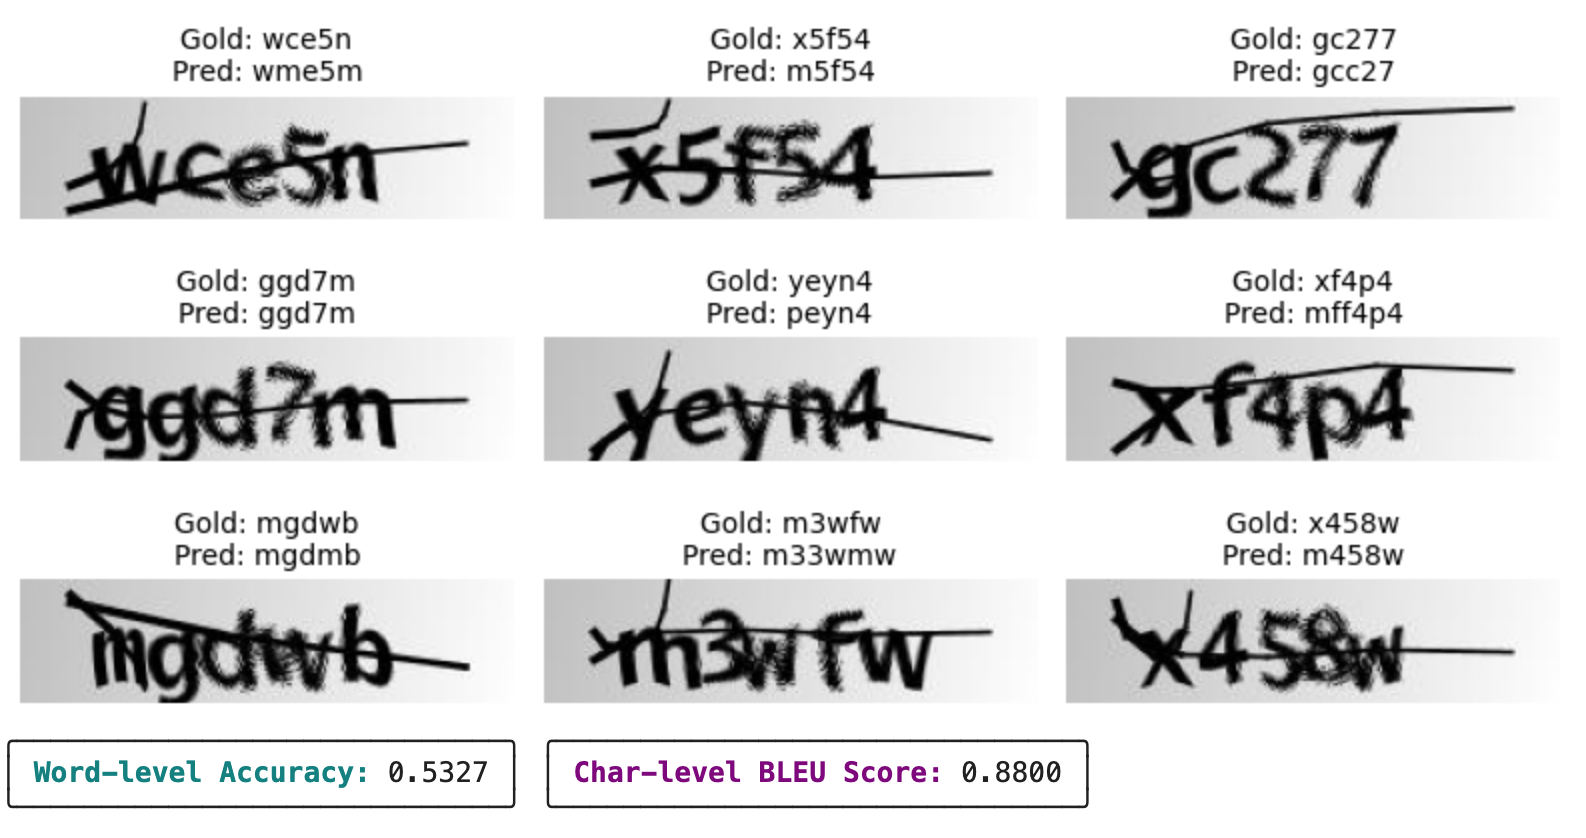 Gold: wce5n
Pred: wme5m
wce5n
Gold: x5f54
Pred: m5f54
x5f54
Gold: gc277
Pred: gcc27
gc277
Gold: ggd7m
Pred: ggd7m
ggd7m
Gold: yeyn4
Pred: peyn4
yeyn4
Gold: xf4p4
Pred: mff4p4
xf4p4
Gold: mgdwb
Pred: mgdmb
mgdwb
Gold: m3wfw
Pred: m33wmw
m3wfw
Gold: x458w
Pred: m458w
x458w
Word-level Accuracy: 0.5327
Char-level BLEU Score: 0.8800